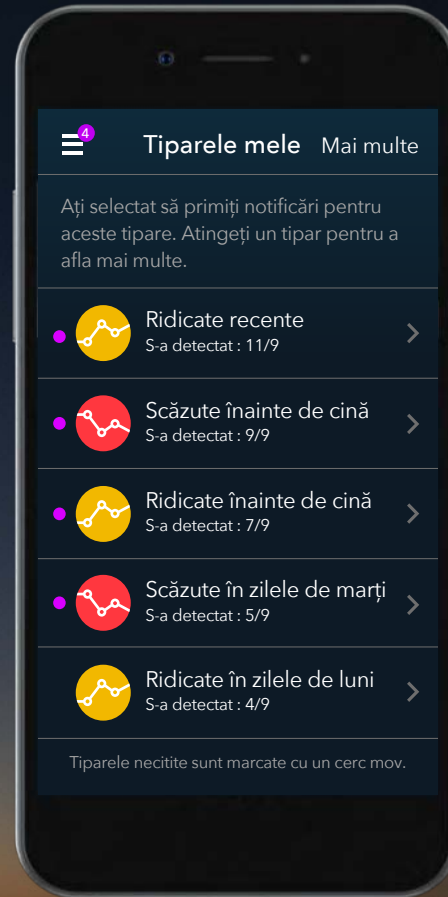 4
Tiparele mele Mai multe
Ați selectat să primiți notificări pentru
aceste tipare. Atingeți un tipar pentru a
afla mai multe.
Ridicate recente
S-a detectat : 11/9
Scăzute înainte de cină
S-a detectat : 9/9
Ridicate înainte de cină
S-a detectat : 7/9
Scăzute în zilele de marți
S-a detectat : 5/9
Ridicate în zilele de luni
S-a detectat : 4/9
Tiparele necitite sunt marcate cu un cerc mov.